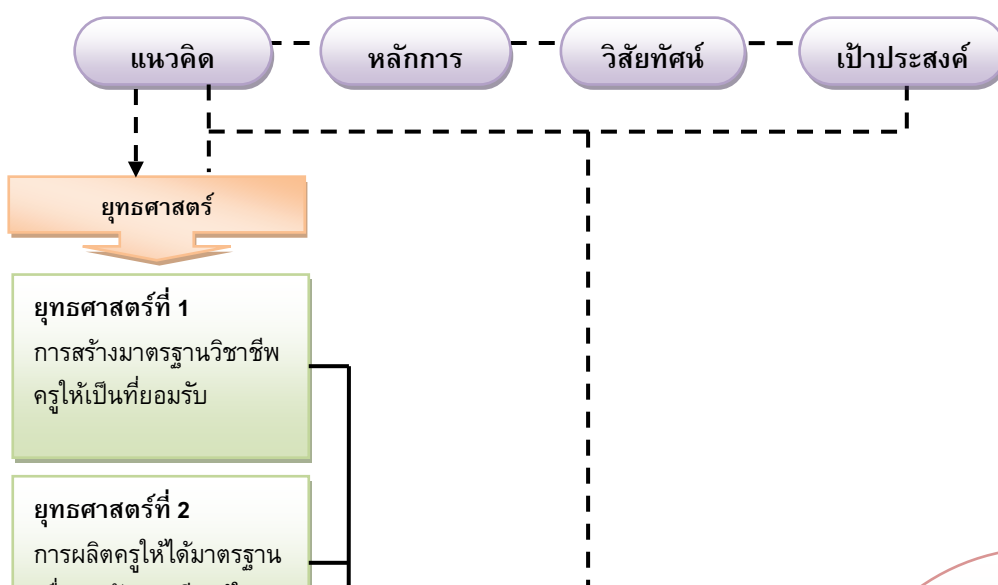 แนวคิด
หลักการ
วิสัยทัศน์
เป้าประสงค์
ยุทธศาสตร์
ยุทธศาสตร์ที่ 1
การสร้างมาตรฐานวิชาชีพ
ครูให้เป็นที่ยอมรับ
ยุทธศาสตร์ที่ 2
การผลิตครูให้ได้มาตรฐาน